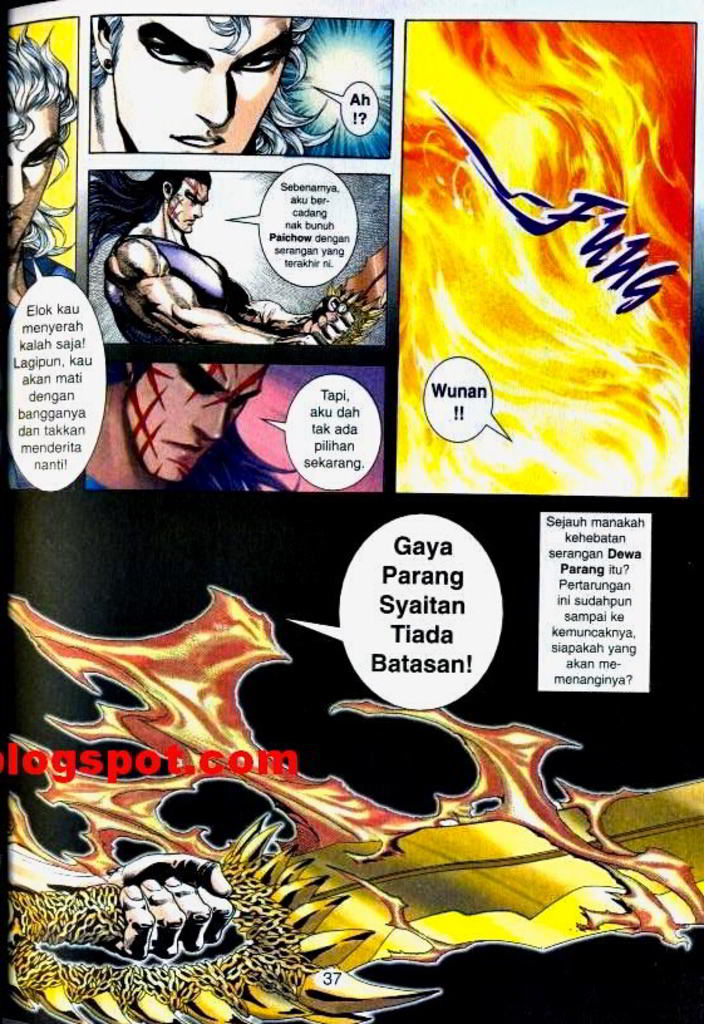 Ah
!?
Sebenarnya,
aku ber-
cadang
nak bunuh
Paichow dengan
serangan yang
terakhir ni.
Elok kau
menyerah
kalah saja!
Lagipun, kau
akan mati
dengan
bangganya
dan takkan
menderita
nanti!
Tapi,
aku dah
tak ada
pilihan
sekarang.
FUNG
Wunan
!!
Gaya
Parang
Syaitan
Tiada
Batasan!
Sejauh manakah
kehebatan
serangan Dewa
Parang itu?
Pertarungan
ini sudahpun
sampai ke
kemuncaknya,
siapakah yang
akan me-
menanginya?
blogspot.com
37